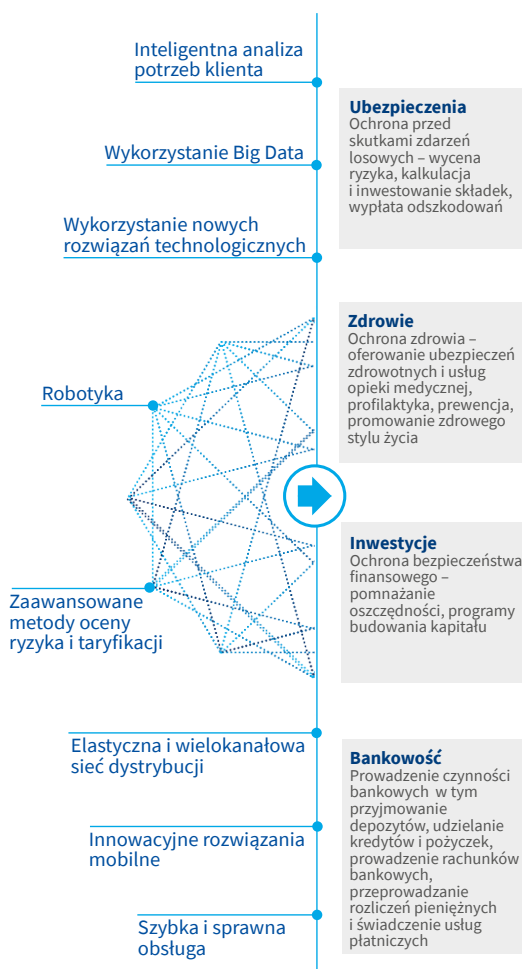 Inteligentna analiza
potrzeb klienta
Wykorzystanie Big Data
Wykorzystanie nowych
rozwiązań technologicznych
Robotyka
Zaawansowane
metody oceny
ryzyka i taryfikacji
Elastyczna i wielokanałowa
sieć dystrybucji
Innowacyjne rozwiązania
mobilne
Szybka i sprawna
obsługa
Ubezpieczenia
Ochrona przed
skutkami zdarzeń
losowych – wycena
ryzyka, kalkulacja
i inwestowanie składek,
wypłata odszkodowań
Zdrowie
Ochrona zdrowia –
oferowanie ubezpieczeń
zdrowotnych i usług
opieki medycznej,
profilaktyka, prewencja,
promowanie zdrowego
stylu życia
Inwestycje
Ochrona bezpieczeństwa
finansowego –
pomnażanie
oszczędności, programy
budowania kapitału
Bankowość
Prowadzenie czynności
bankowych w tym
przyjmowanie
depozytów, udzielanie
kredytów i pożyczek,
prowadzenie rachunków
bankowych,
przeprowadzanie
rozliczeń pieniężnych
i świadczenie usług
płatniczych